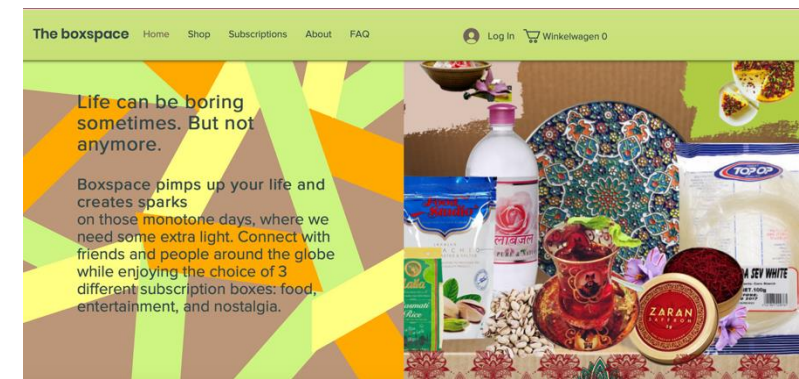 The boxspace Home Shop Subscriptions About FAQ Log In Winkelwagen 0
Life can be boring
sometimes. But not
anymore.
Boxspace pimps up your life and
creates sparks
on those monotone days, where we
need some extra light. Connect with
friends and people around the globe
while enjoying the choice of 3
different subscription boxes: food,
entertainment, and nostalgia.
TOPOP
WHITE
ZARAN
SAFFRON
Rice